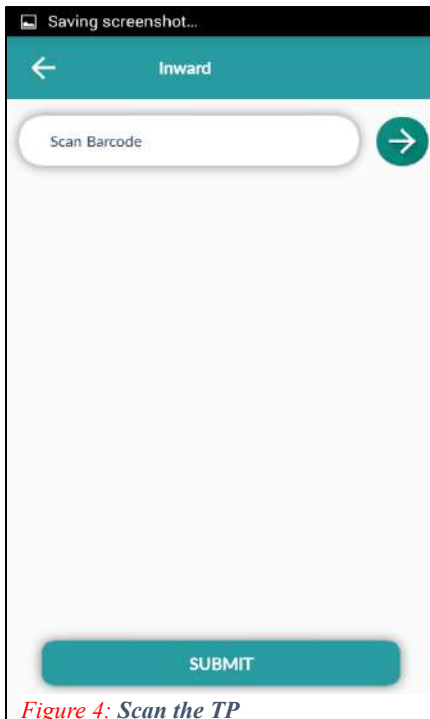 Saving screenshot...
Inward
Scan Barcode
SUBMIT
Figure 4: Scan the TP